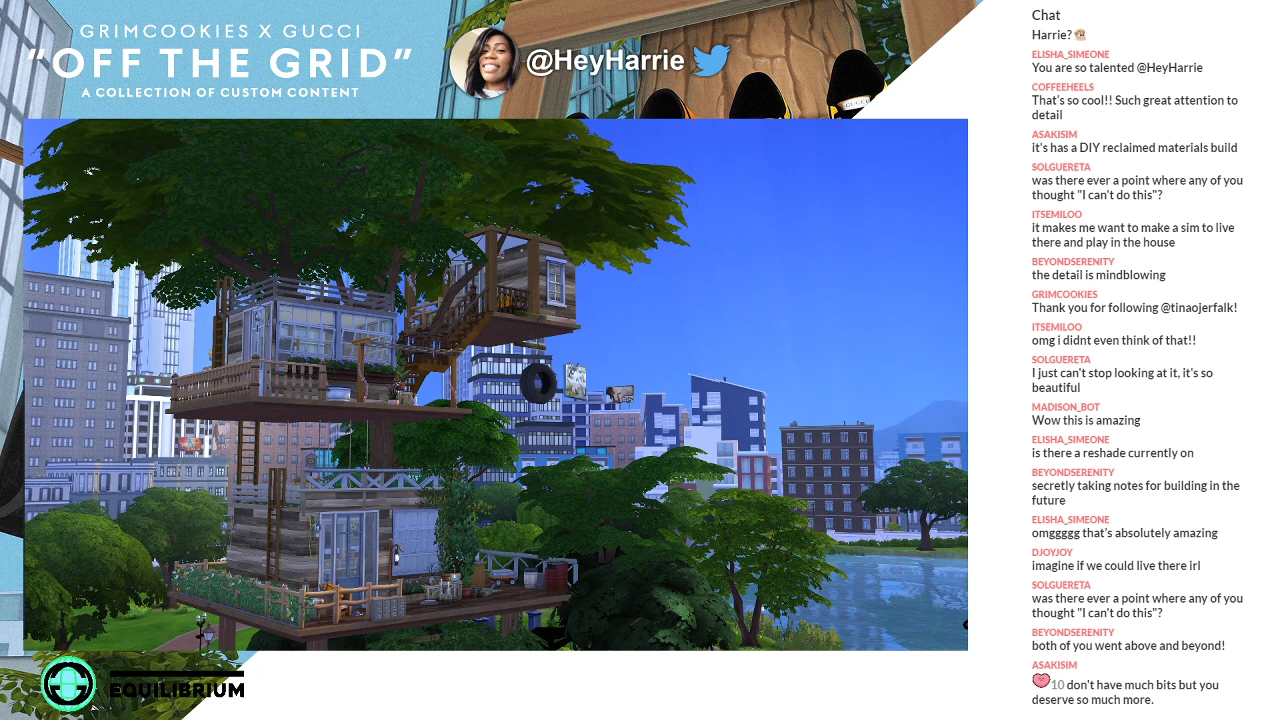 GRIMCOOKIES X GUCCI
“OFF THE GRID”
A COLLECTION OF CUSTOM CONTENT
@HeyHarrie
GUCCI
EQUILIBRIUM
Chat
Harrie?
ELISHA_SIMEONE
You are so talented @HeyHarrie
COFFEEHEELS
That's so cool!! Such great attention to
detail
ASAKISIM
it's has a DIY reclaimed materials build
SOLGUERETA
was there ever a point where any of you
thought "I can't do this"?
ITSEMILOO
it makes me want to make a sim to live
there and play in the house
BEYONDSERENITY
the detail is mindblowing
GRIMCOOKIES
Thank you for following @tinaojerfalk!
ITSEMILOO
omg i didnt even think of that!!
SOLGUERETA
I just can't stop looking at it, it's so
beautiful
MADISON_BOT
Wow this is amazing
ELISHA_SIMEONE
is there a reshade currently on
BEYONDSERENITY
secretly taking notes for building in the
future
ELISHA_SIMEONE
omggggg that's absolutely amazing
DJOYJOY
imagine if we could live there irl
SOLGUERETA
was there ever a point where any of you
thought "I can't do this"?
BEYONDSERENITY
both of you went above and beyond!
ASAKISIM
10 don't have much bits but you
deserve so much more.